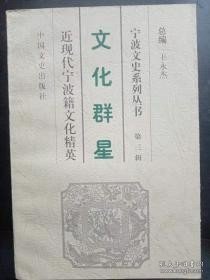 总编 王永杰
宁波文史系列丛书 第三辑
文化群星
近现代宁波籍文化精英
中国文史出版社